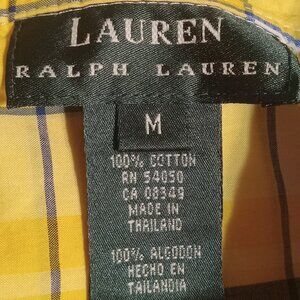 LAUREN
RALPH LAUREN
M
100% COTTON
RN 54050
CA 08349
MADE IN
THAILAND
100% ALGODON
HECHO EN
TAILANDIA